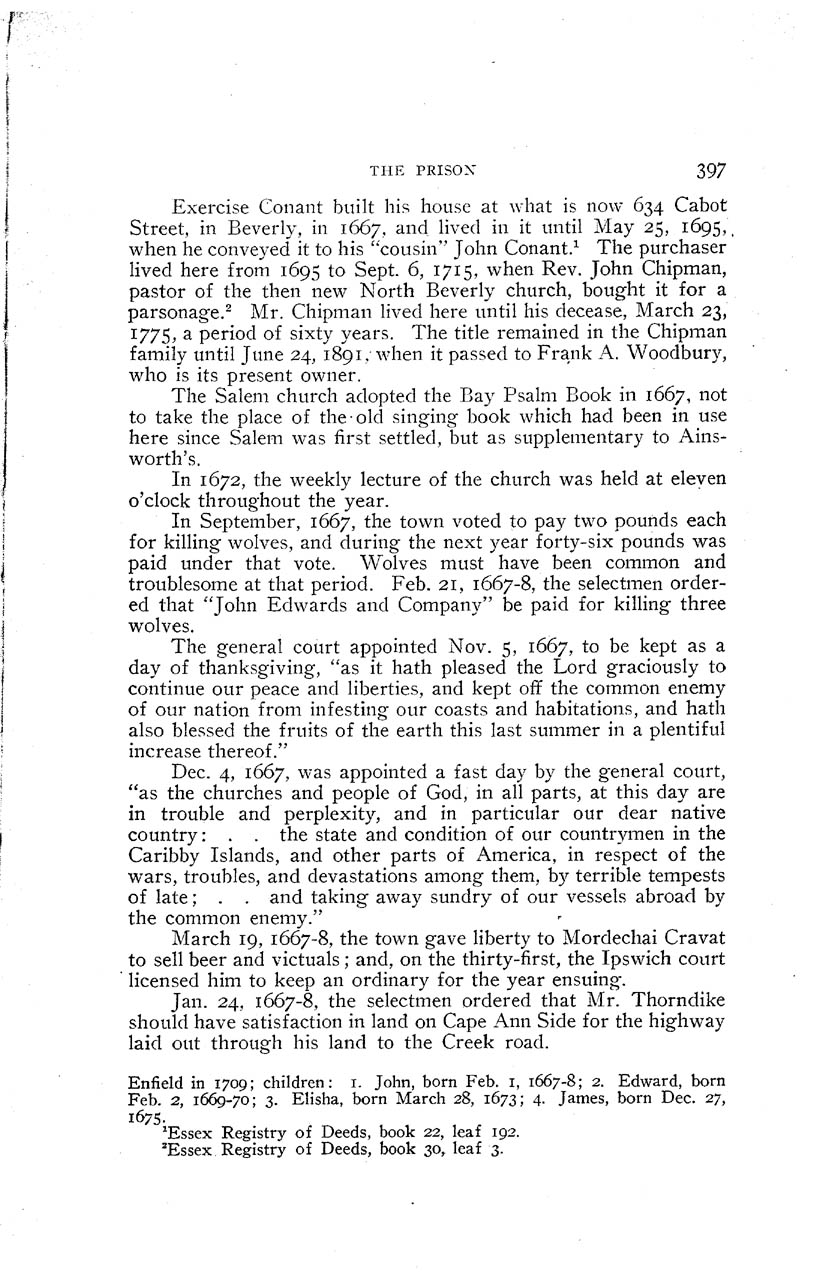 THE PRISON 397
Exercise Conant built his house at what is now 634 Cabot
Street, in Beverly, in 1667, and lived in it until May 25, 1695,
when he conveyed it to his “cousin” John Conant.¹ The purchaser
lived here from 1695 to Sept. 6, 1715, when Rev. John Chipman,
pastor of the then new North Beverly church, bought it for a
parsonage.² Mr. Chipman lived here until his decease, March 23,
1775, a period of sixty years. The title remained in the Chipman
family until June 24, 1891, when it passed to Frank A. Woodbury,
who is its present owner.
The Salem church adopted the Bay Psalm Book in 1667, not
to take the place of the old singing book which had been in use
here since Salem was first settled, but as supplementary to Ains-
worth’s.
In 1672, the weekly lecture of the church was held at eleven
o’clock throughout the year.
In September, 1667, the town voted to pay two pounds each
for killing wolves, and during the next year forty-six pounds was
paid under that vote. Wolves must have been common and
troublesome at that period. Feb. 21, 1667-8, the selectmen order-
ed that “John Edwards and Company” be paid for killing three
wolves.
The general court appointed Nov. 5, 1667, to be kept as a
day of thanksgiving, “as it hath pleased the Lord graciously to
continue our peace and liberties, and kept off the common enemy
of our nation from infesting our coasts and habitations, and hath
also blessed the fruits of the earth this last summer in a plentiful
increase thereof.”
Dec. 4, 1667, was appointed a fast day by the general court,
“as the churches and people of God, in all parts, at this day are
in trouble and perplexity, and in particular our dear native
country: . . the state and condition of our countrymen in the
Caribby Islands, and other parts of America, in respect of the
wars, troubles, and devastations among them, by terrible tempests
of late; . . and taking away sundry of our vessels abroad by
the common enemy.”
March 19, 1667-8, the town gave liberty to Mordechai Cravat
to sell beer and victuals; and, on the thirty-first, the Ipswich court
licensed him to keep an ordinary for the year ensuing.
Jan. 24, 1667-8, the selectmen ordered that Mr. Thorndike
should have satisfaction in land on Cape Ann Side for the highway
laid out through his land to the Creek road.
Enfield in 1709; children: 1. John, born Feb. 1, 1667-8; 2. Edward, born
Feb. 2, 1669-70; 3. Elisha, born March 28, 1673; 4. James, born Dec. 27,
1675.
¹Essex Registry of Deeds, book 22, leaf 192.
²Essex Registry of Deeds, book 30, leaf 3.